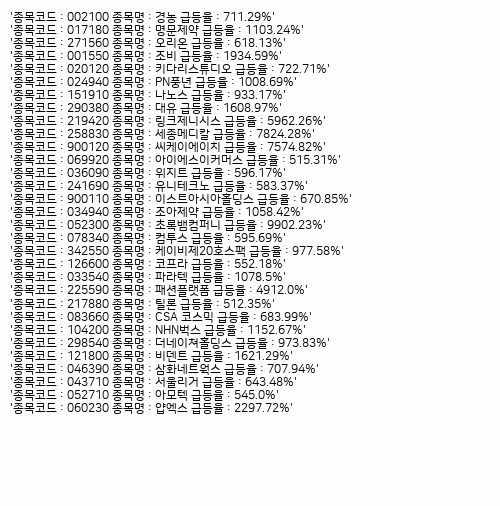 '종목코드 : 002100 종목명 : 경농 급등율 : 711.29%'
'종목코드 : 017180 종목명 : 명문제약 급등율 : 1103.24%'
'종목코드 : 271560 종목명 : 오리온 급등율 : 618.13%'
'종목코드 : 001550 종목명 : 조비 급등율 : 1934.59%'
'종목코드 : 020120 종목명 : 키다리스튜디오 급등율 : 722.71%'
'종목코드 : 024940 종목명 : PN풍년 급등율 : 1008.69%'
'종목코드 : 151910 종목명 : 나노스 급등율 : 933.17%'
'종목코드 : 290380 종목명 : 대유 급등율 : 1608.97%'
'종목코드 : 219420 종목명 : 링크제니시스 급등율 : 5962.26%'
'종목코드 : 258830 종목명 : 세종메디칼 급등율 : 7824.28%'
'종목코드 : 900120 종목명 : 씨케이에이치 급등율 : 7574.82%'
'종목코드 : 069920 종목명 : 아이에스이커머스 급등율 : 515.31%'
'종목코드 : 036090 종목명 : 위지트 급등율 : 596.17%'
'종목코드 : 241690 종목명 : 유니테크노 급등율 : 583.37%'
'종목코드 : 900110 종목명 : 이스트아시아홀딩스 급등율 : 670.85%'
'종목코드 : 034940 종목명 : 조아제약 급등율 : 1058.42%'
'종목코드 : 052300 종목명 : 초록뱀컴퍼니 급등율 : 9902.23%'
'종목코드 : 078340 종목명 : 컴투스 급등율 : 595.69%'
'종목코드 : 342550 종목명 : 케이비제20호스팩 급등율 : 977.58%'
'종목코드 : 126600 종목명 : 코프라 급등율 : 552.18%'
'종목코드 : 033540 종목명 : 파라텍 급등율 : 1078.5%'
'종목코드 : 225590 종목명 : 패션플랫폼 급등율 : 4912.0%'
'종목코드 : 217880 종목명 : 틸론 급등율 : 512.35%'
'종목코드 : 083660 종목명 : CSA 코스믹 급등율 : 683.99%'
'종목코드 : 104200 종목명 : NHN벅스 급등율 : 1152.67%'
'종목코드 : 298540 종목명 : 더네이쳐홀딩스 급등율 : 973.83%'
'종목코드 : 121800 종목명 : 비덴트 급등율 : 1621.29%'
'종목코드 : 046390 종목명 : 삼화네트웍스 급등율 : 707.94%'
'종목코드 : 043710 종목명 : 서울리거 급등율 : 643.48%'
'종목코드 : 052710 종목명 : 아모텍 급등율 : 545.0%'
'종목코드 : 060230 종목명 : 얍엑스 급등율 : 2297.72%'